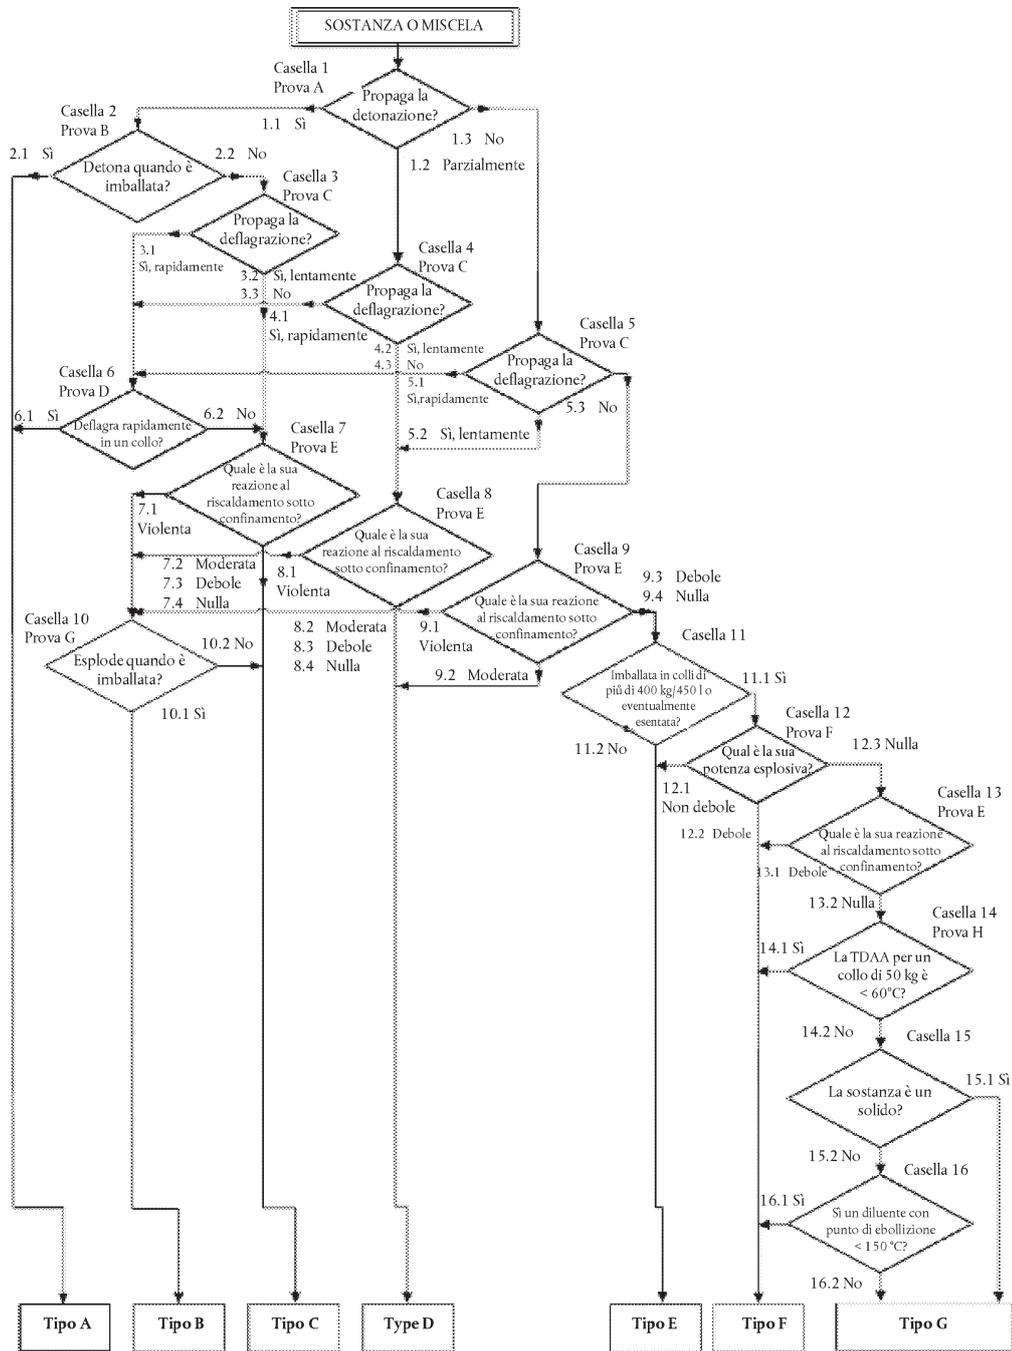 SOSTANZA O MISCELA
Casella 1
Prova A
Propaga la
detonazione?
1.1 Sì
1.3 No
1.2 Parzialmente
Casella 2
Prova B
2.1 Sì
2.2 No
Detona quando è
imballata?
Casella 3
Prova C
Propaga la
deflagrazione?
3.1
Sì, rapidamente
3.2 Sì, lentamente
3.3 No
Casella 4
Prova C
Propaga la
deflagrazione?
4.1
Sì, rapidamente
4.2 Sì, lentamente
4.3 No
Casella 5
Prova C
Propaga la
deflagrazione?
5.1
Sì,rapidamente
5.3 No
5.2 Sì, lentamente
Casella 6
Prova D
6.1 Sì
6.2 No
Deflagra rapidamente
in un collo?
Casella 7
Prova E
Quale è la sua
reazione al
riscaldamento sotto
confinamento?
7.1
Violenta
7.2 Moderata
7.3 Debole
7.4 Nulla
Casella 8
Prova E
Quale è la sua
reazione al riscaldamento
sotto confinamento?
8.1
Violenta
8.2 Moderata
8.3 Debole
8.4 Nulla
Casella 9
Prova E
Quale è la sua reazione
al riscaldamento sotto
confinamento?
9.1
Violenta
9.2 Moderata
9.3 Debole
9.4 Nulla
Casella 10
Prova G
Esplode quando è
imballata?
10.2 No
10.1 Sì
Casella 11
Imballata in colli di
piů di 400 kg/450 l o
eventualmente
esentata?
11.1 Sì
11.2 No
Casella 12
Prova F
Qual è la sua
potenza esplosiva?
12.3 Nulla
12.1
Non debole
12.2 Debole
Casella 13
Prova E
Quale è la sua reazione
al riscaldamento sotto
confinamento?
13.1 Debole
13.2 Nulla
Casella 14
Prova H
14.1 Sì
La TDAA per un
collo di 50 kg è
< 60°C?
14.2 No
Casella 15
La sostanza è un
solido?
15.1 Sì
15.2 No
Casella 16
16.1 Sì
Sì un diluente con
punto di ebollizione
< 150 °C?
16.2 No
Tipo A
Tipo B
Tipo C
Type D
Tipo E
Tipo F
Tipo G